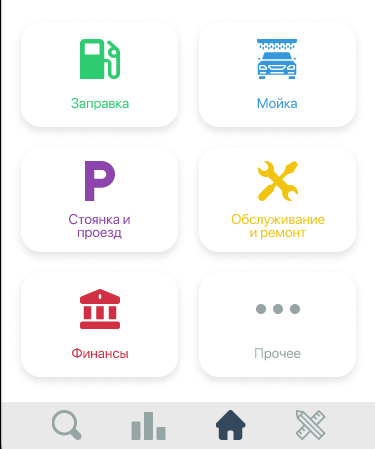 Заправка
Мойка
Стоянка и
проезд
Обслуживание
и ремонт
Финансы
Прочее